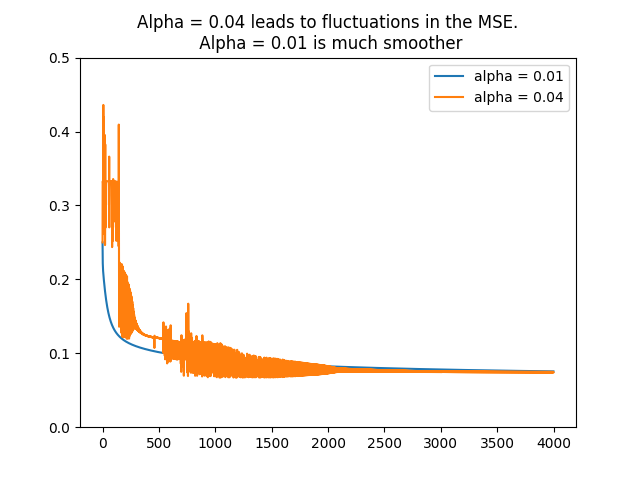 Alpha = 0.04 leads to fluctuations in the MSE.
Alpha = 0.01 is much smoother
alpha = 0.01
alpha = 0.04
0.5
0.4
0.3
0.2
0.1
0.0
0 500 1000 1500 2000 2500 3000 3500 4000